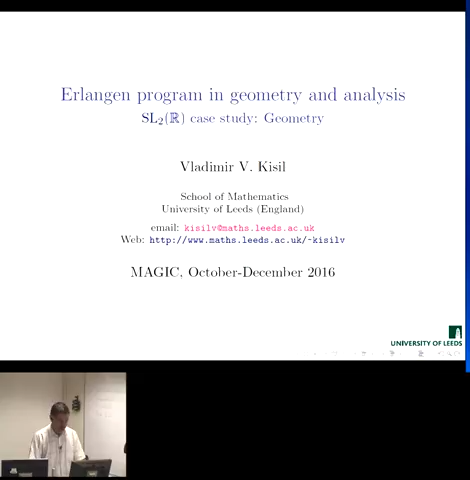 Erlangen program in geometry and analysis
SL₂(ℝ) case study: Geometry
Vladimir V. Kisil
School of Mathematics
University of Leeds (England)
email: kisilv@maths.leeds.ac.uk
Web: http://www.maths.leeds.ac.uk/~kisilv
MAGIC, October-December 2016
UNIVERSITY OF LEEDS